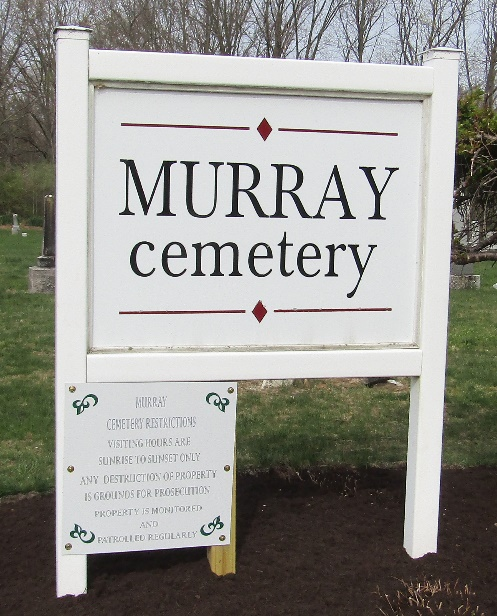 MURRAY
cemetery
MURRAY
CEMETERY RESTRICTIONS
VISITING HOURS ARE
SUNRISE TO SUNSET ONLY
ANY DESTRUCTION OF PROPERTY
IS GROUNDS FOR PROSECUTION
PROPERTY IS MONITORED
AND
PATROLLED REGULARLY